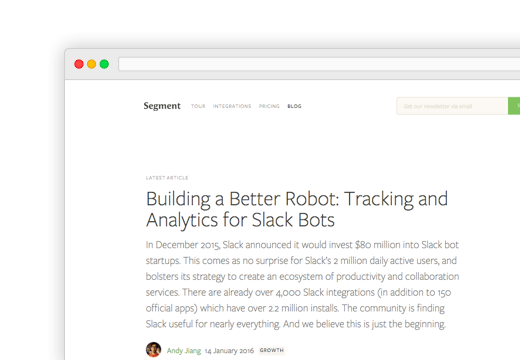 Segment TOUR INTEGRATIONS PRICING BLOG Get our newsletter via email
LATEST ARTICLE
Building a Better Robot: Tracking and
Analytics for Slack Bots
In December 2015, Slack announced it would invest $80 million into Slack bot
startups. This comes as no surprise for Slack's 2 million daily active users, and
bolsters its strategy to create an ecosystem of productivity and collaboration
services. There are already over 4,000 Slack integrations (in addition to 150
official apps) which have over 2.2 million installs. The community is finding
Slack useful for nearly everything. And we believe this is just the beginning.
Andy Jiang 14 January 2016 GROWTH